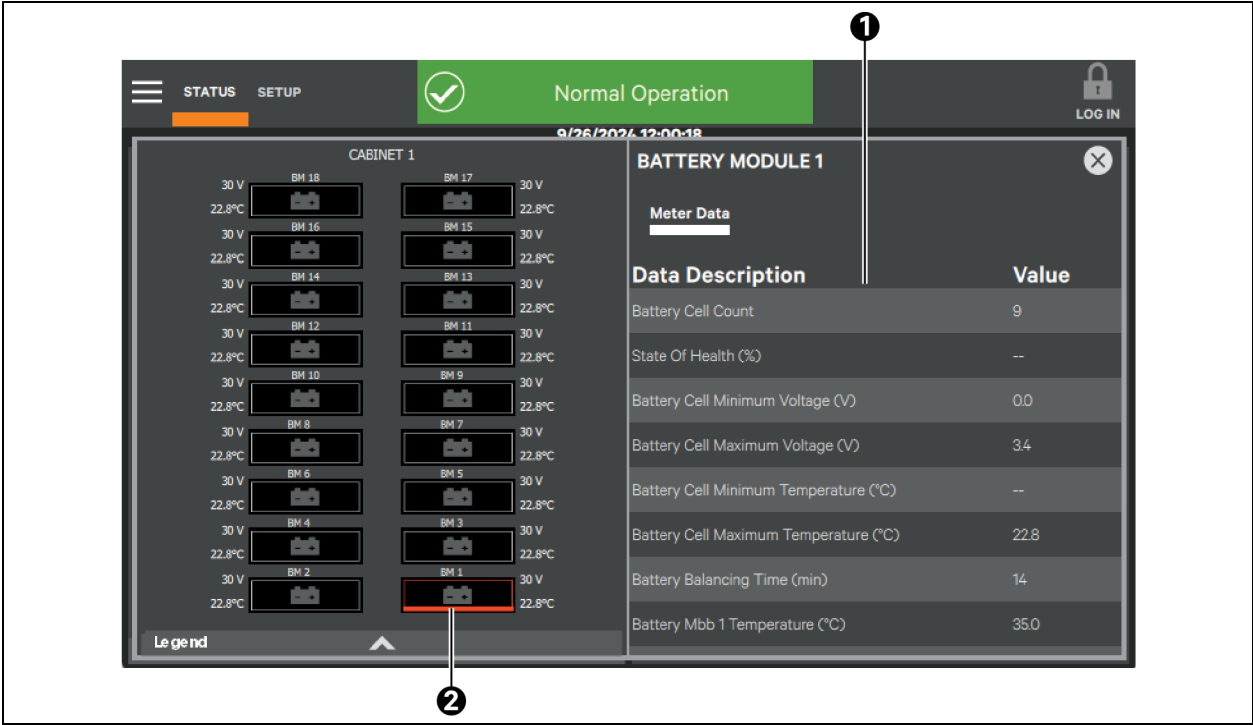 1
STATUS SETUP Normal Operation LOG IN
9/26/2024 12:00:18
CABINET 1
BM 18 BM 17
30 V 30 V
22.8°C 22.8°C
BM 16 BM 15
30 V 30 V
22.8°C 22.8°C
BM 14 BM 13
30 V 30 V
22.8°C 22.8°C
BM 12 BM 11
30 V 30 V
22.8°C 22.8°C
BM 10 BM 9
30 V 30 V
22.8°C 22.8°C
BM 8 BM 7
30 V 30 V
22.8°C 22.8°C
BM 6 BM 5
30 V 30 V
22.8°C 22.8°C
BM 4 BM 3
30 V 30 V
22.8°C 22.8°C
BM 2 BM 1
30 V 30 V
22.8°C 22.8°C
Legend
BATTERY MODULE 1
Meter Data
Data Description Value
Battery Cell Count 9
State Of Health (%) --
Battery Cell Minimum Voltage (V) 0.0
Battery Cell Maximum Voltage (V) 3.4
Battery Cell Minimum Temperature (°C) --
Battery Cell Maximum Temperature (°C) 22.8
Battery Balancing Time (min) 14
Battery Mbb 1 Temperature (°C) 35.0
2